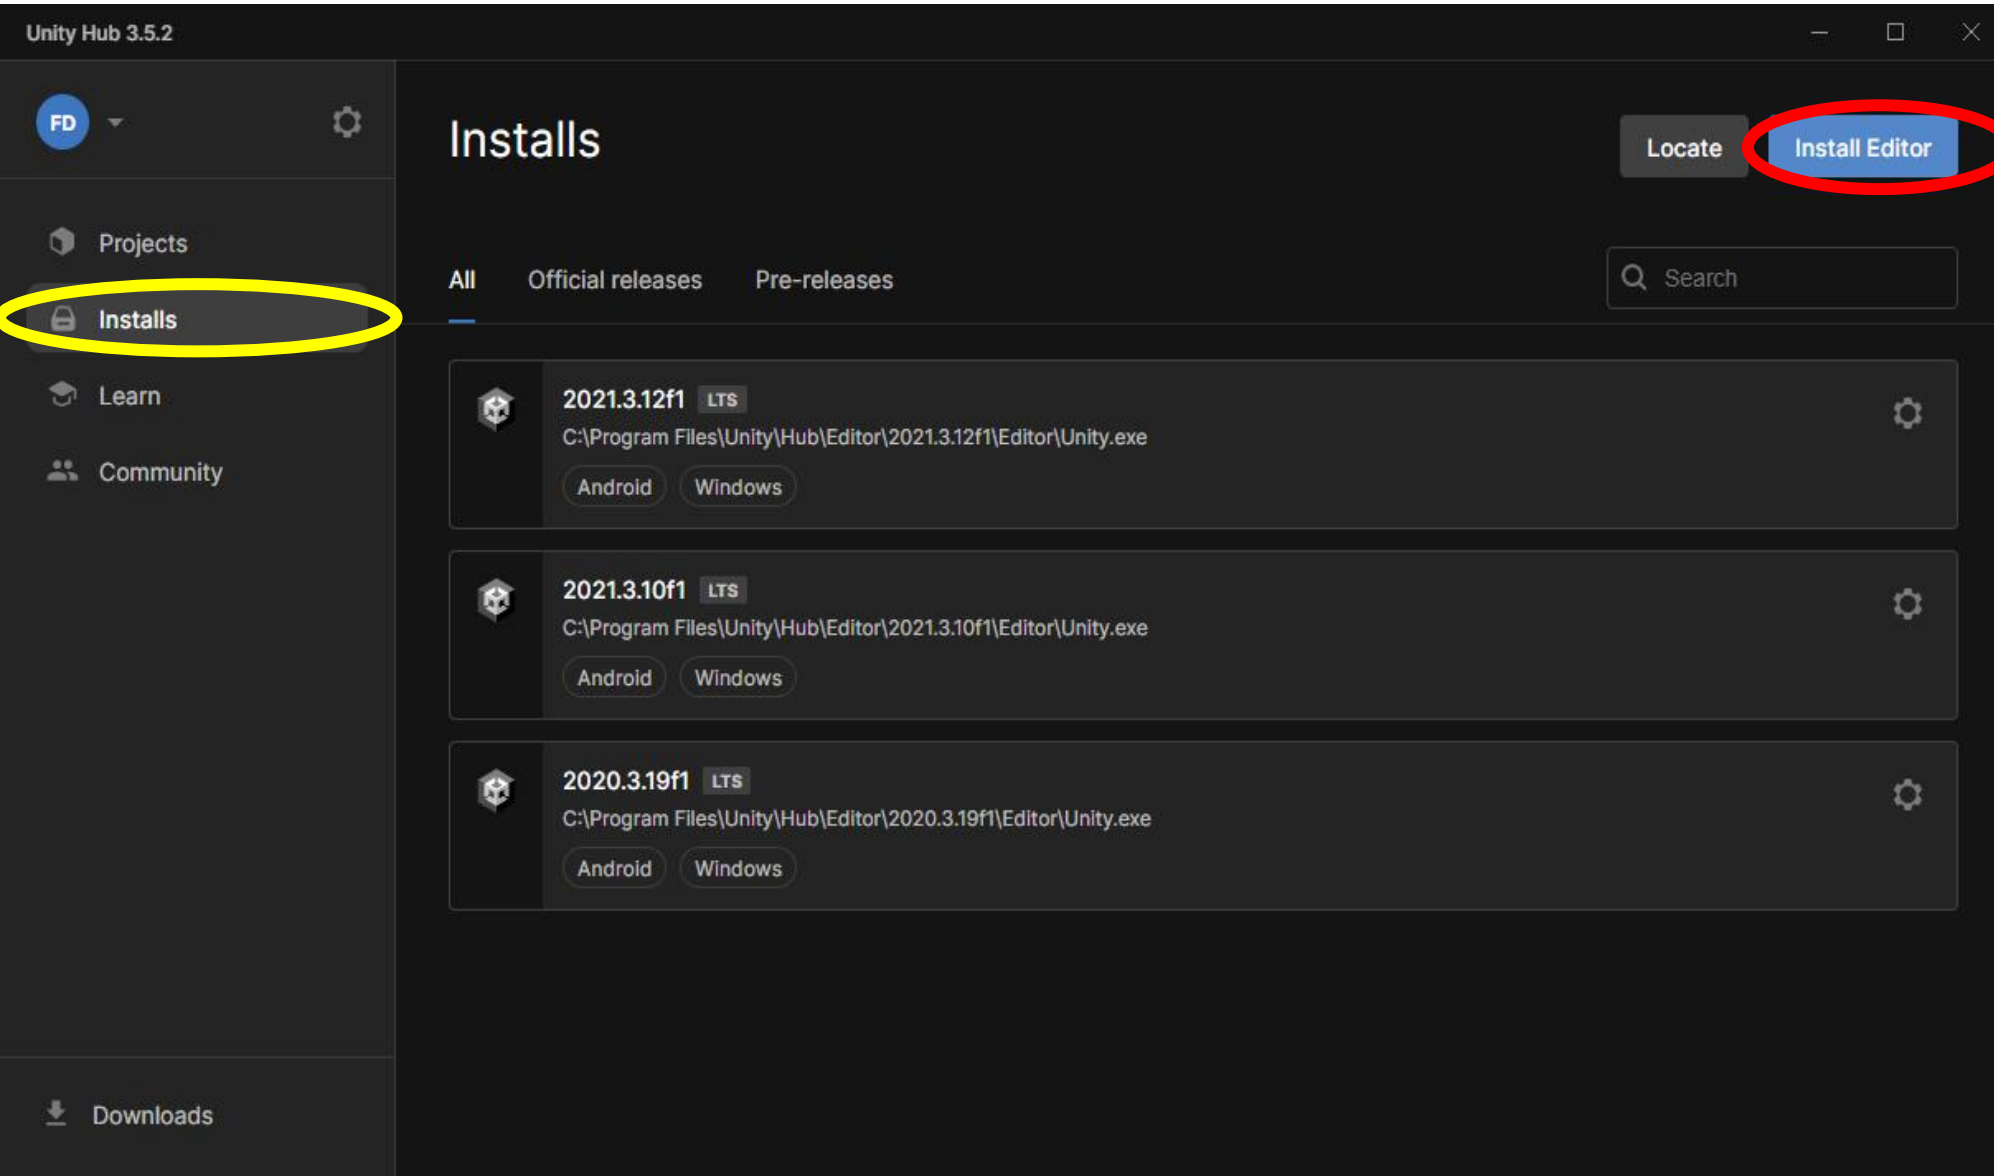 Unity Hub 3.5.2
FD
Projects
Installs
Learn
Community
Downloads
Installs
Locate
Install Editor
All Official releases Pre-releases
Search
2021.3.12f1 LTS
C:\Program Files\Unity\Hub\Editor\2021.3.12f1\Editor\Unity.exe
Android Windows
2021.3.10f1 LTS
C:\Program Files\Unity\Hub\Editor\2021.3.10f1\Editor\Unity.exe
Android Windows
2020.3.19f1 LTS
C:\Program Files\Unity\Hub\Editor\2020.3.19f1\Editor\Unity.exe
Android Windows